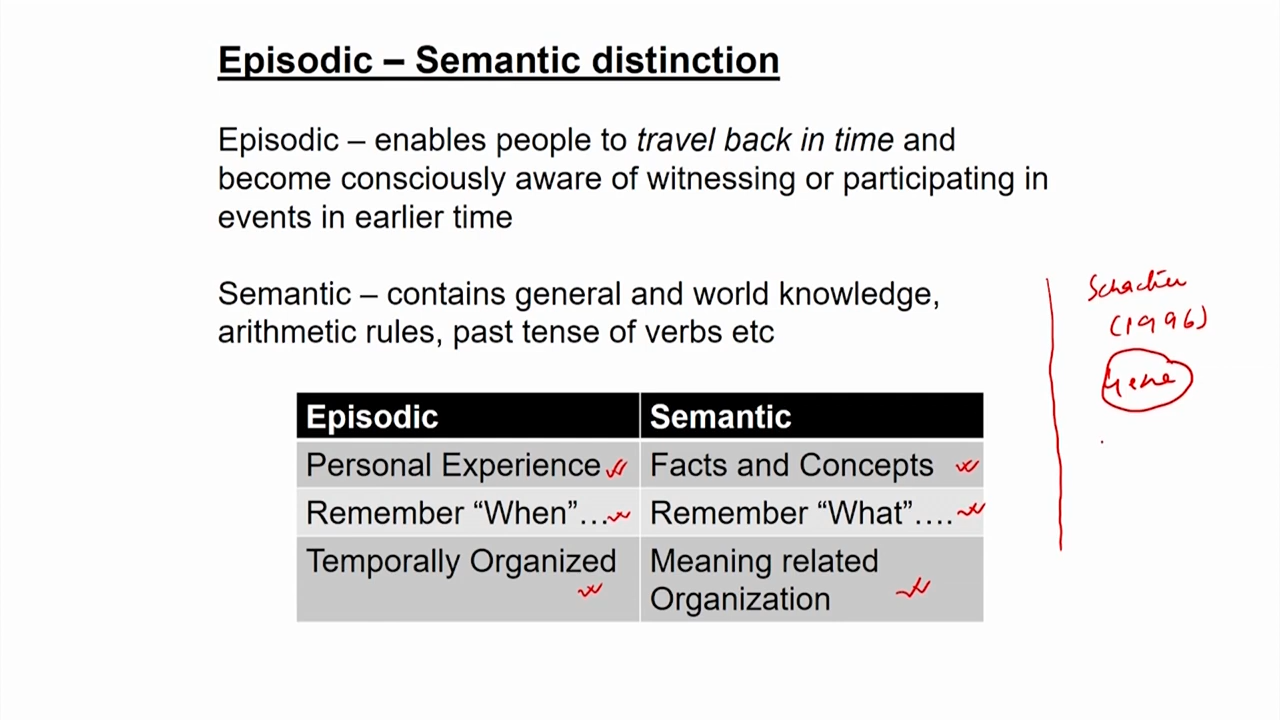 Episodic – Semantic distinction
Episodic – enables people to travel back in time and
become consciously aware of witnessing or participating in
events in earlier time
Semantic – contains general and world knowledge,
arithmetic rules, past tense of verbs etc
Schacter
(1996)
Gene
Episodic Semantic
Personal Experience Facts and Concepts
Remember “When”… Remember “What”….
Temporally Organized Meaning related
Organization